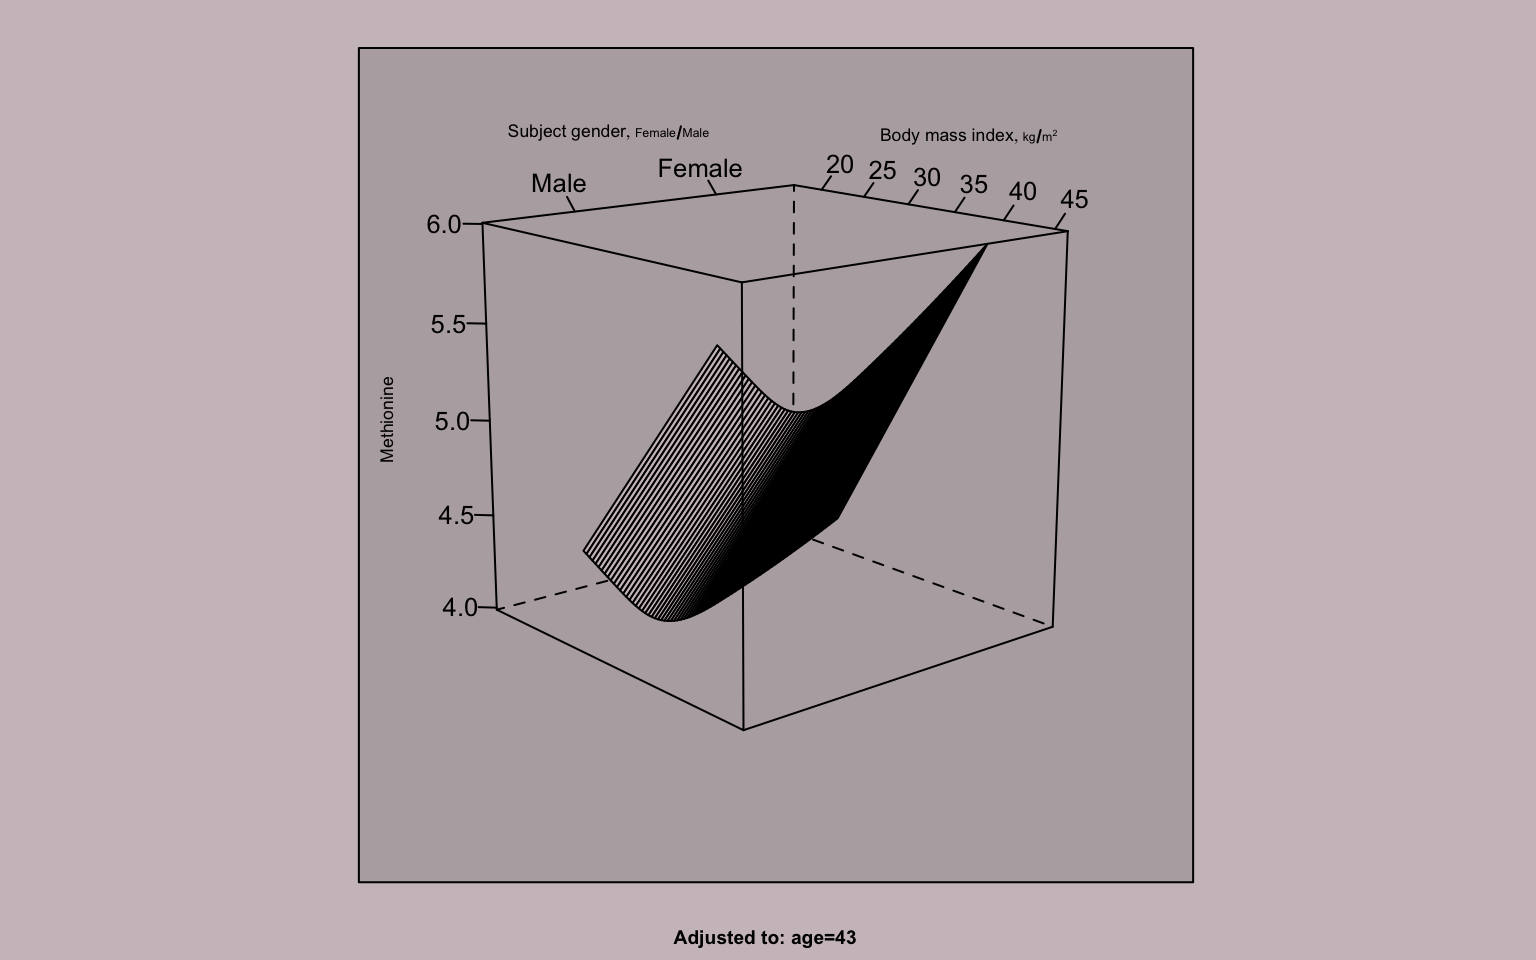 Subject gender, Female/Male
Body mass index, kg/m²
Male
Female
20
25
30
35
40
45
6.0
5.5
5.0
4.5
4.0
Methionine
Adjusted to: age=43